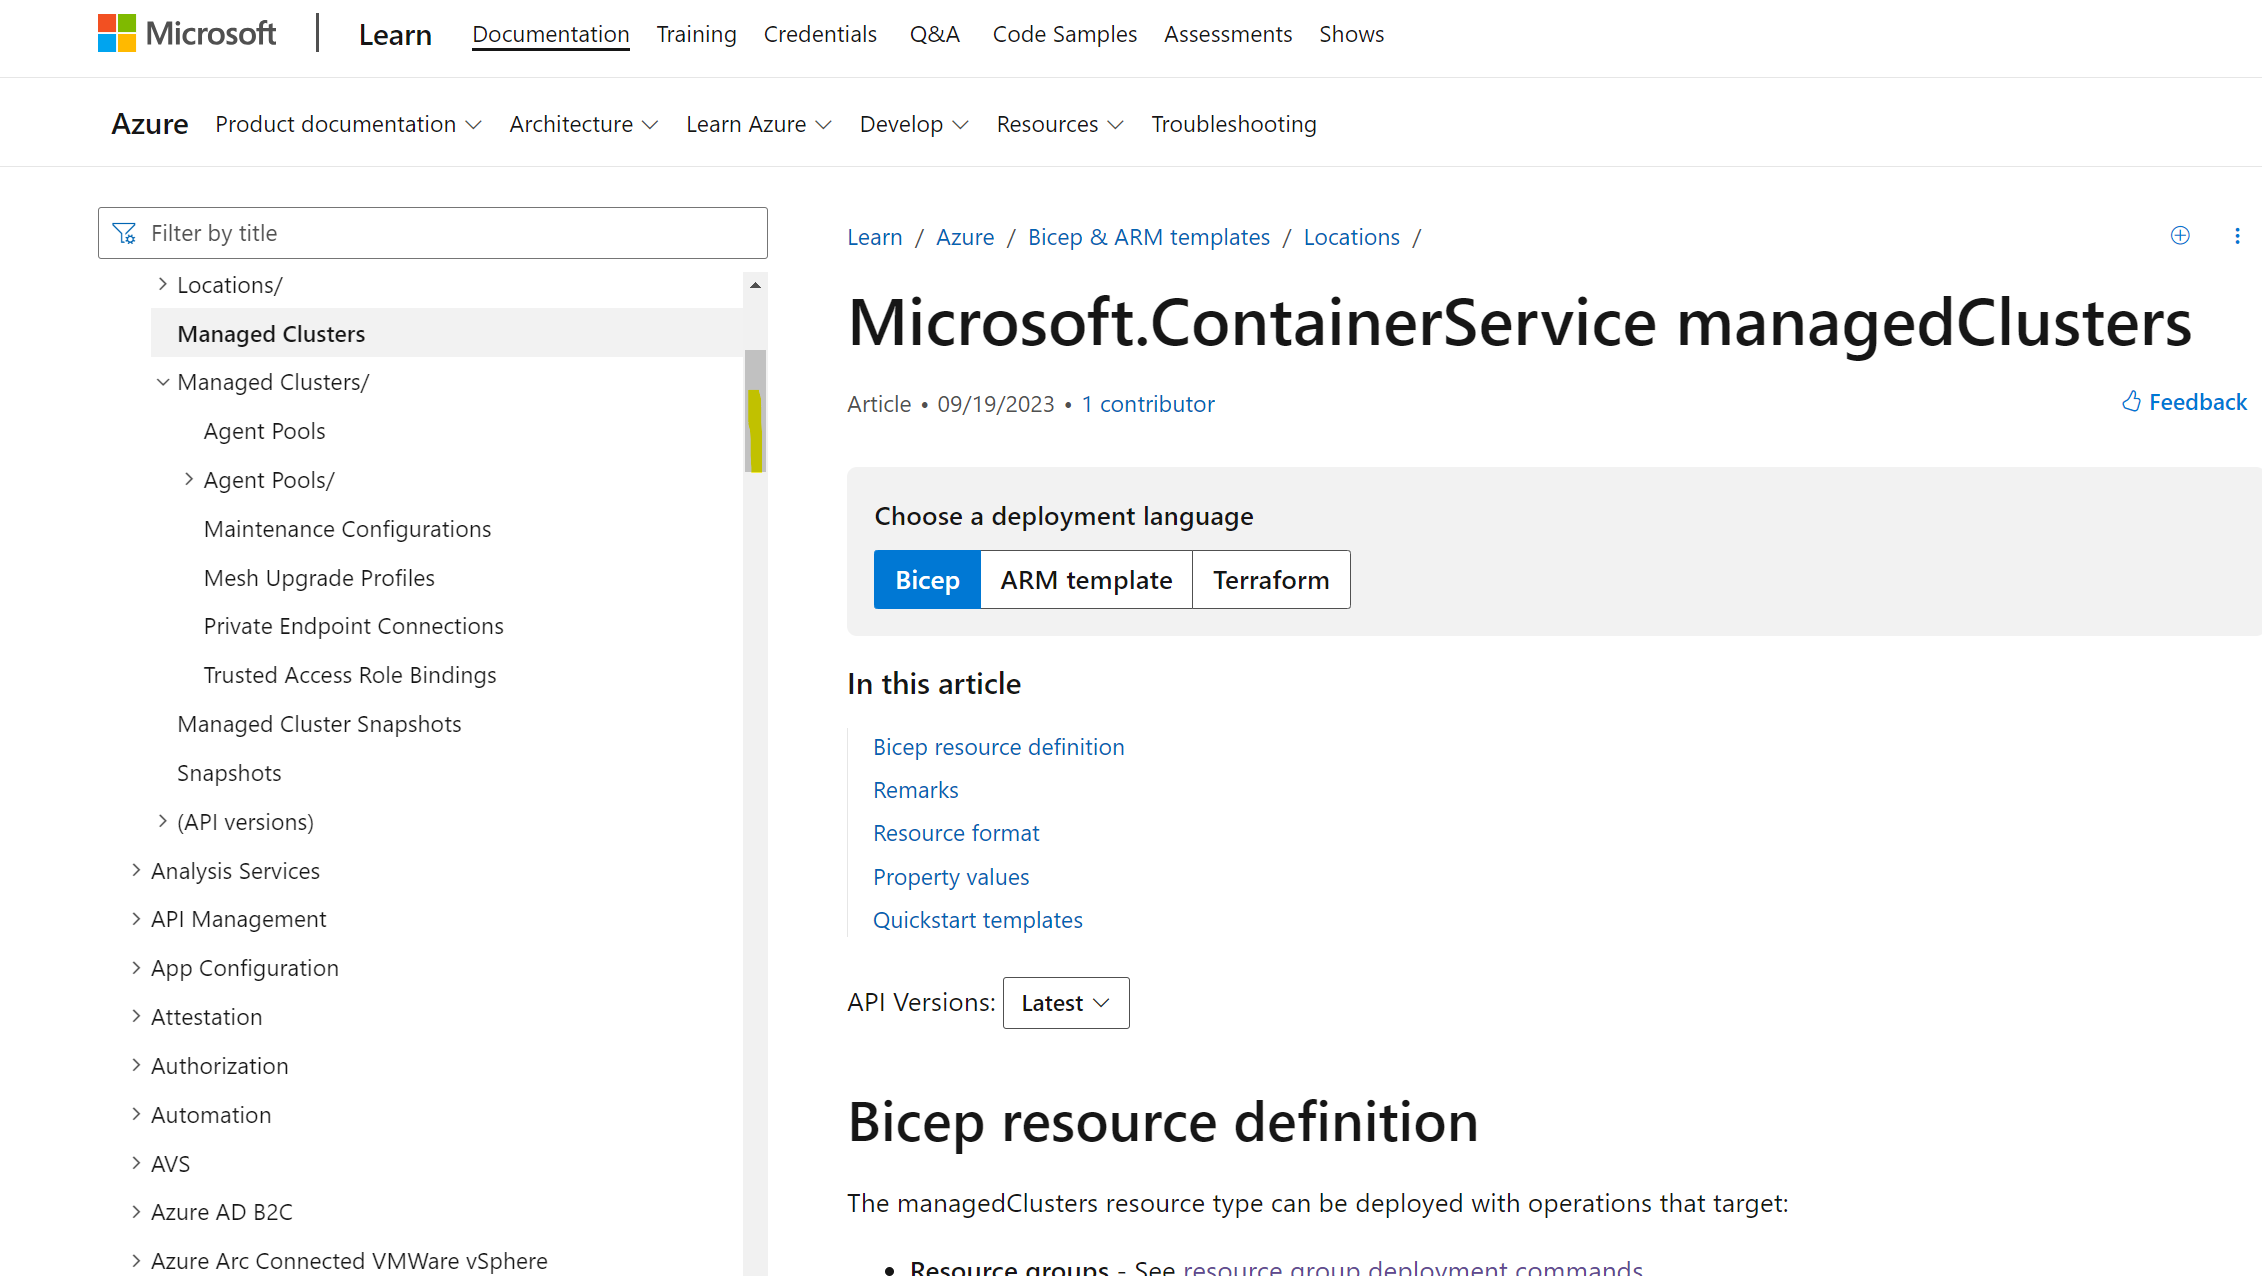 Microsoft | Learn Documentation Training Credentials Q&A Code Samples Assessments Shows
Azure Product documentation Architecture Learn Azure Develop Resources Troubleshooting
Filter by title
Locations/
Managed Clusters
Managed Clusters/
Agent Pools
Agent Pools/
Maintenance Configurations
Mesh Upgrade Profiles
Private Endpoint Connections
Trusted Access Role Bindings
Managed Cluster Snapshots
Snapshots
(API versions)
Analysis Services
API Management
App Configuration
Attestation
Authorization
Automation
AVS
Azure AD B2C
Azure Arc Connected VMWare vSphere
Learn / Azure / Bicep & ARM templates / Locations /
Microsoft.ContainerService managedClusters
Article • 09/19/2023 • 1 contributor
Feedback
Choose a deployment language
Bicep ARM template Terraform
In this article
Bicep resource definition
Remarks
Resource format
Property values
Quickstart templates
API Versions: Latest
Bicep resource definition
The managedClusters resource type can be deployed with operations that target:
• Resource groups - See resource group deployment commands